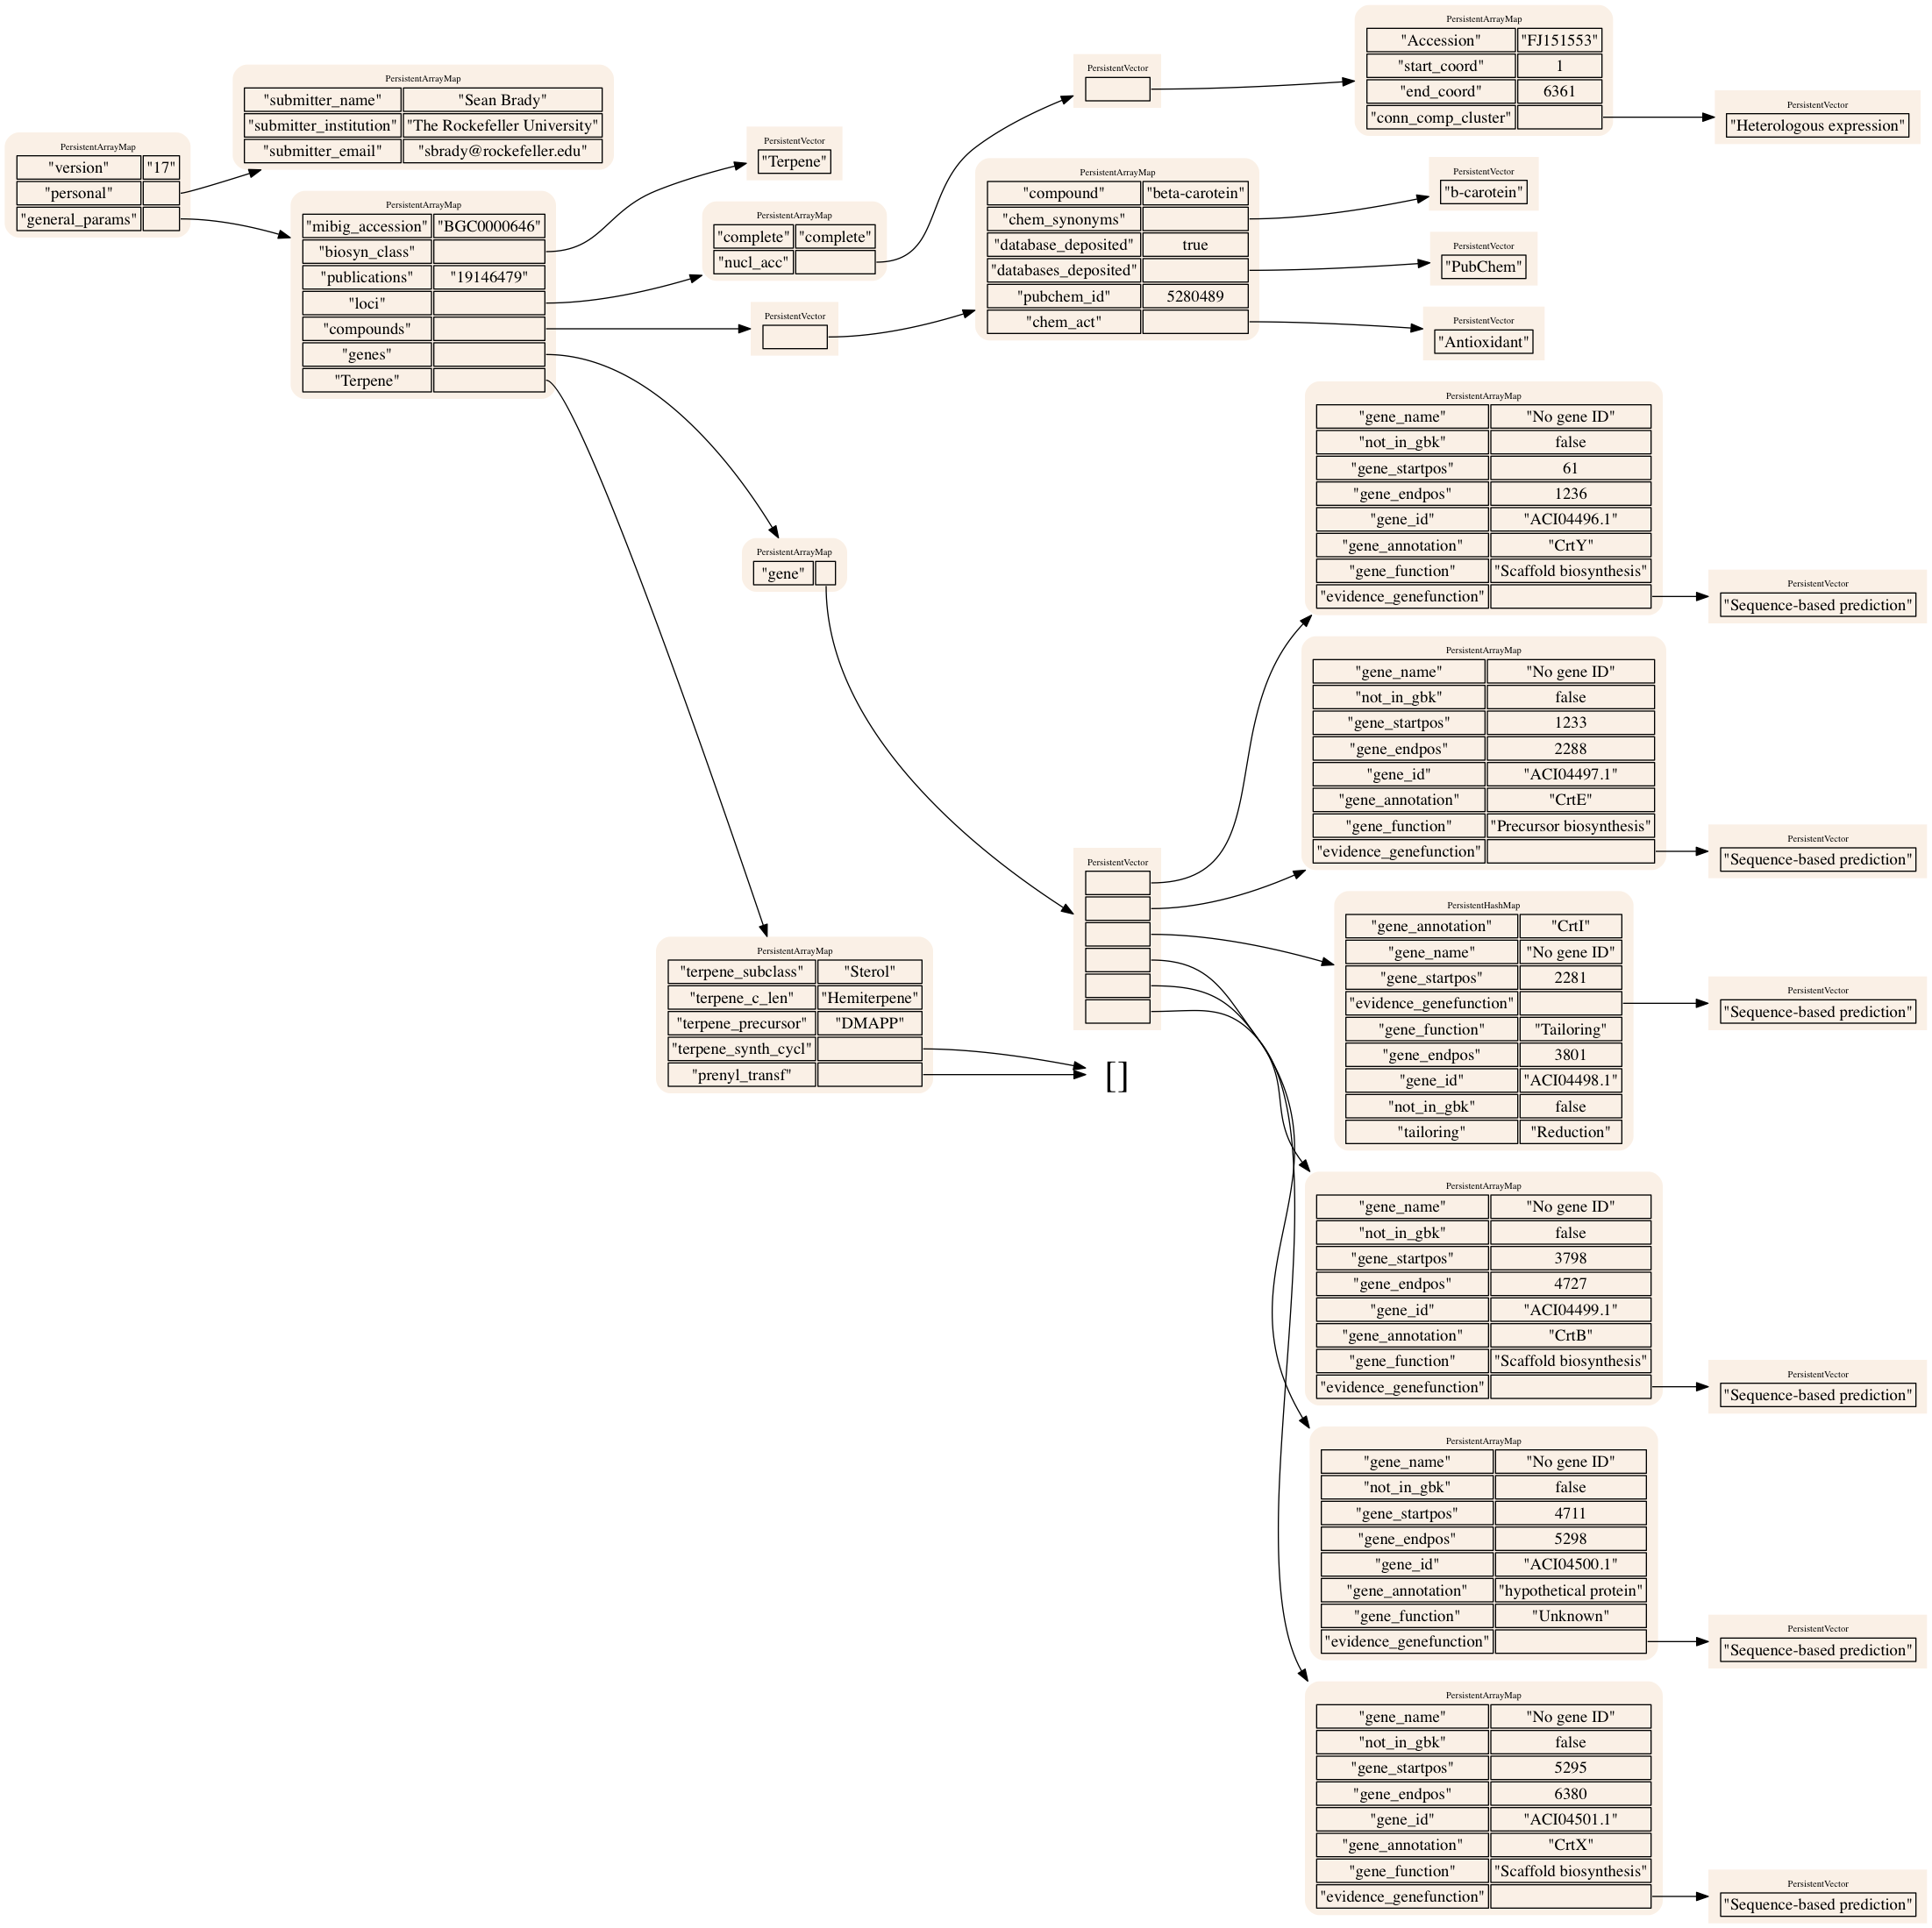 PersistentArrayMap
"version" "17"
"personal"
"general_params"
PersistentArrayMap
"submitter_name" "Sean Brady"
"submitter_institution" "The Rockefeller University"
"submitter_email" "sbrady@rockefeller.edu"
PersistentArrayMap
"mibig_accession" "BGC0000646"
"biosyn_class"
"publications" "19146479"
"loci"
"compounds"
"genes"
"Terpene"
PersistentVector
"Terpene"
PersistentArrayMap
"complete" "complete"
"nucl_acc"
PersistentVector
PersistentVector
PersistentArrayMap
"Accession" "FJ151553"
"start_coord" 1
"end_coord" 6361
"conn_comp_cluster"
PersistentVector
"Heterologous expression"
PersistentArrayMap
"compound" "beta-carotein"
"chem_synonyms"
"database_deposited" true
"databases_deposited"
"pubchem_id" 5280489
"chem_act"
PersistentVector
"b-carotein"
PersistentVector
"PubChem"
PersistentVector
"Antioxidant"
PersistentArrayMap
"gene"
PersistentArrayMap
"terpene_subclass" "Sterol"
"terpene_c_len" "Hemiterpene"
"terpene_precursor" "DMAPP"
"terpene_synth_cycl"
"prenyl_transf"
[]
PersistentVector
PersistentArrayMap
"gene_name" "No gene ID"
"not_in_gbk" false
"gene_startpos" 61
"gene_endpos" 1236
"gene_id" "ACI04496.1"
"gene_annotation" "CrtY"
"gene_function" "Scaffold biosynthesis"
"evidence_genefunction"
PersistentVector
"Sequence-based prediction"
PersistentArrayMap
"gene_name" "No gene ID"
"not_in_gbk" false
"gene_startpos" 1233
"gene_endpos" 2288
"gene_id" "ACI04497.1"
"gene_annotation" "CrtE"
"gene_function" "Precursor biosynthesis"
"evidence_genefunction"
PersistentVector
"Sequence-based prediction"
PersistentHashMap
"gene_annotation" "CrtI"
"gene_name" "No gene ID"
"gene_startpos" 2281
"evidence_genefunction"
"gene_function" "Tailoring"
"gene_endpos" 3801
"gene_id" "ACI04498.1"
"not_in_gbk" false
"tailoring" "Reduction"
PersistentVector
"Sequence-based prediction"
PersistentArrayMap
"gene_name" "No gene ID"
"not_in_gbk" false
"gene_startpos" 3798
"gene_endpos" 4727
"gene_id" "ACI04499.1"
"gene_annotation" "CrtB"
"gene_function" "Scaffold biosynthesis"
"evidence_genefunction"
PersistentVector
"Sequence-based prediction"
PersistentArrayMap
"gene_name" "No gene ID"
"not_in_gbk" false
"gene_startpos" 4711
"gene_endpos" 5298
"gene_id" "ACI04500.1"
"gene_annotation" "hypothetical protein"
"gene_function" "Unknown"
"evidence_genefunction"
PersistentVector
"Sequence-based prediction"
PersistentArrayMap
"gene_name" "No gene ID"
"not_in_gbk" false
"gene_startpos" 5295
"gene_endpos" 6380
"gene_id" "ACI04501.1"
"gene_annotation" "CrtX"
"gene_function" "Scaffold biosynthesis"
"evidence_genefunction"
PersistentVector
"Sequence-based prediction"